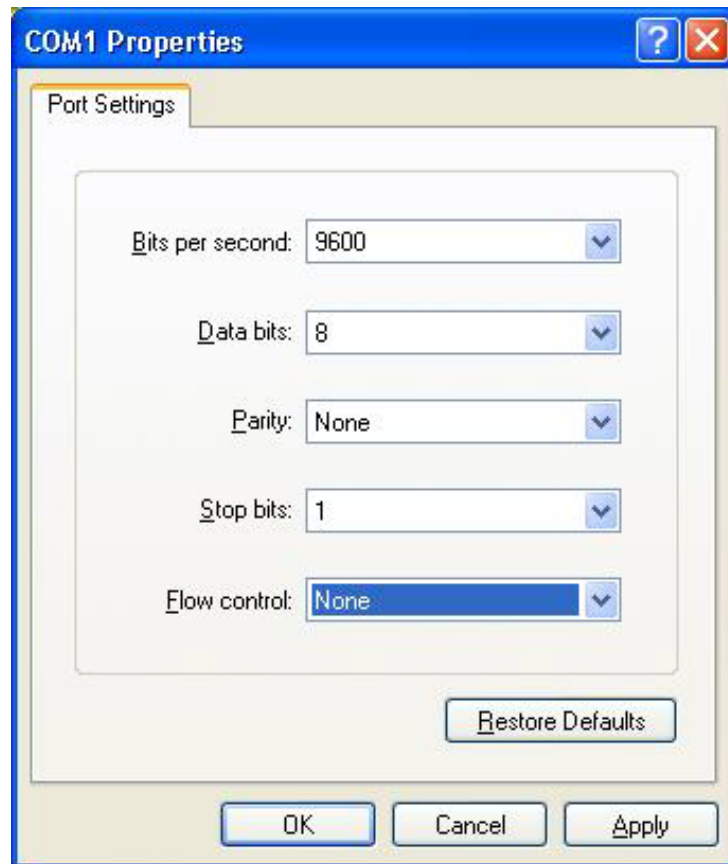 COM1 Properties
Port Settings
Bits per second: 9600
Data bits: 8
Parity: None
Stop bits: 1
Flow control: None
Restore Defaults
OK Cancel Apply